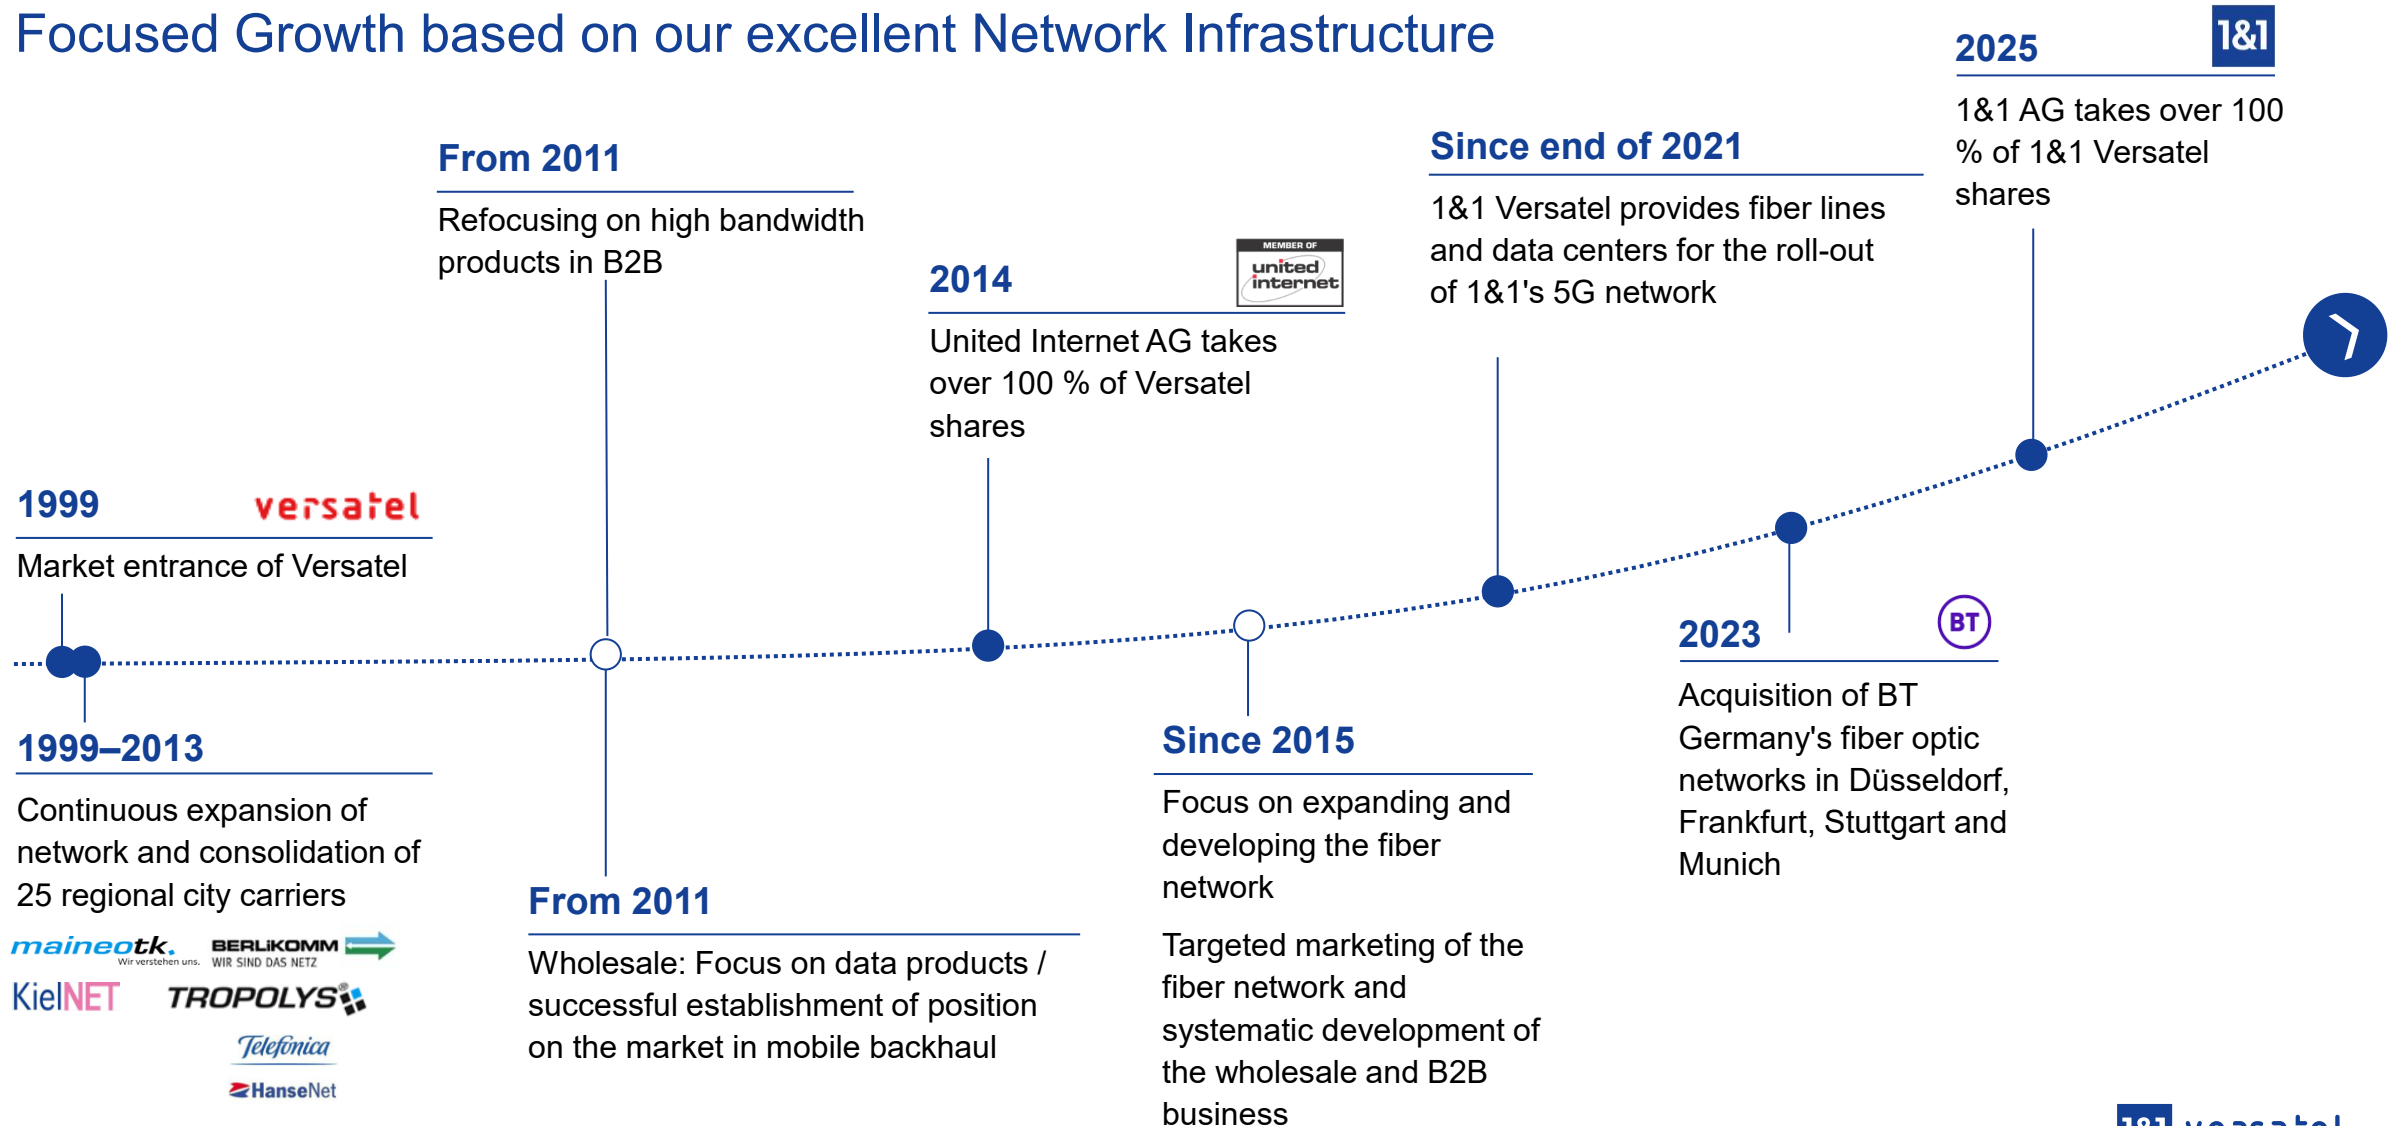 Focused Growth based on our excellent Network Infrastructure
2025
1&1
1&1 AG takes over 100
% of 1&1 Versatel
shares
From 2011
Refocusing on high bandwidth
products in B2B
Since end of 2021
1&1 Versatel provides fiber lines
and data centers for the roll-out
of 1&1's 5G network
2014
MEMBER OF
united
internet
United Internet AG takes
over 100 % of Versatel
shares
1999
versatel
Market entrance of Versatel
1999–2013
Continuous expansion of
network and consolidation of
25 regional city carriers
maineotk.
Wir verstehen uns.
BERLiKOMM
WIR SIND DAS NETZ
KielNET
TROPOLYS®
Telefónica
HanseNet
From 2011
Wholesale: Focus on data products /
successful establishment of position
on the market in mobile backhaul
Since 2015
Focus on expanding and
developing the fiber
network
Targeted marketing of the
fiber network and
systematic development of
the wholesale and B2B
business
2023
BT
Acquisition of BT
Germany's fiber optic
networks in Düsseldorf,
Frankfurt, Stuttgart and
Munich
1&1 versatel